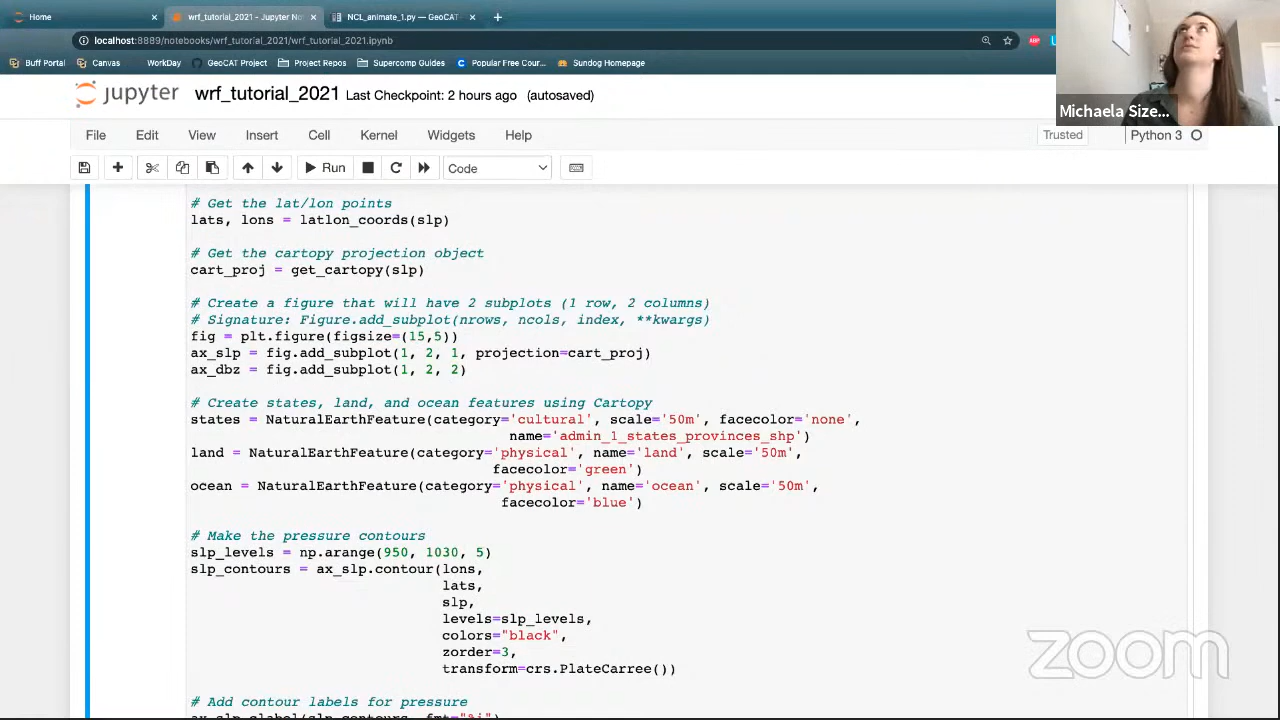 Home
wrf_tutorial_2021 - Jupyter No
NCL_animate_1.py — GeoCAT
localhost:8889/notebooks/wrf_tutorial_2021/wrf_tutorial_2021.ipynb
ABP
Buff Portal
Canvas
WorkDay
GeoCAT Project
Project Repos
Supercomp Guides
Popular Free Cour...
Sundog Homepage
Michaela Size...
jupyter wrf_tutorial_2021 Last Checkpoint: 2 hours ago (autosaved)
File Edit View Insert Cell Kernel Widgets Help Trusted Python 3
Run Code
# Get the lat/lon points
lats, lons = latlon_coords(slp)
# Get the cartopy projection object
cart_proj = get_cartopy(slp)
# Create a figure that will have 2 subplots (1 row, 2 columns)
# Signature: Figure.add_subplot(nrows, ncols, index, **kwargs)
fig = plt.figure(figsize=(15,5))
ax_slp = fig.add_subplot(1, 2, 1, projection=cart_proj)
ax_dbz = fig.add_subplot(1, 2, 2)
# Create states, land, and ocean features using Cartopy
states = NaturalEarthFeature(category='cultural', scale='50m', facecolor='none',
name='admin_1_states_provinces_shp')
land = NaturalEarthFeature(category='physical', name='land', scale='50m',
facecolor='green')
ocean = NaturalEarthFeature(category='physical', name='ocean', scale='50m',
facecolor='blue')
# Make the pressure contours
slp_levels = np.arange(950, 1030, 5)
slp_contours = ax_slp.contour(lons,
lats,
slp,
levels=slp_levels,
colors="black",
zorder=3,
transform=crs.PlateCarree())
# Add contour labels for pressure
ax_slp.clabel(slp_contours, fmt="%i")
zoom